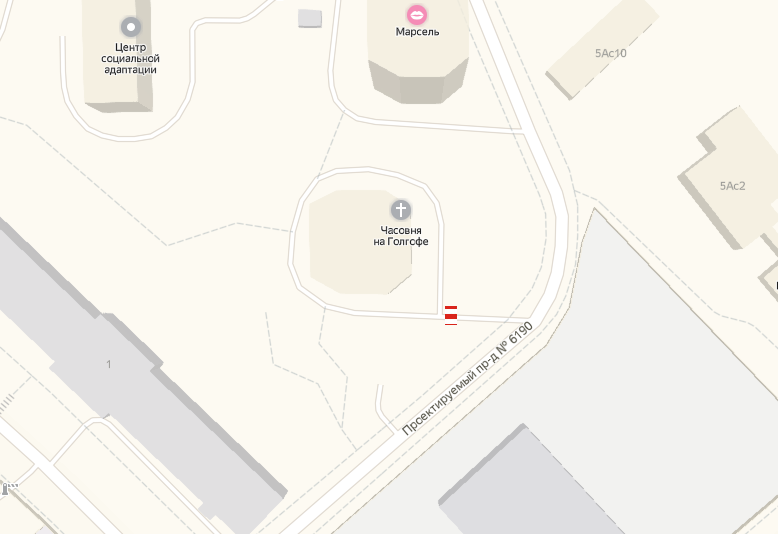 Марсель
Центр
социальной
адаптации
5Ас10
5Ас2
Часовня
на Голгофе
Проектируемый пр-д № 6190
1